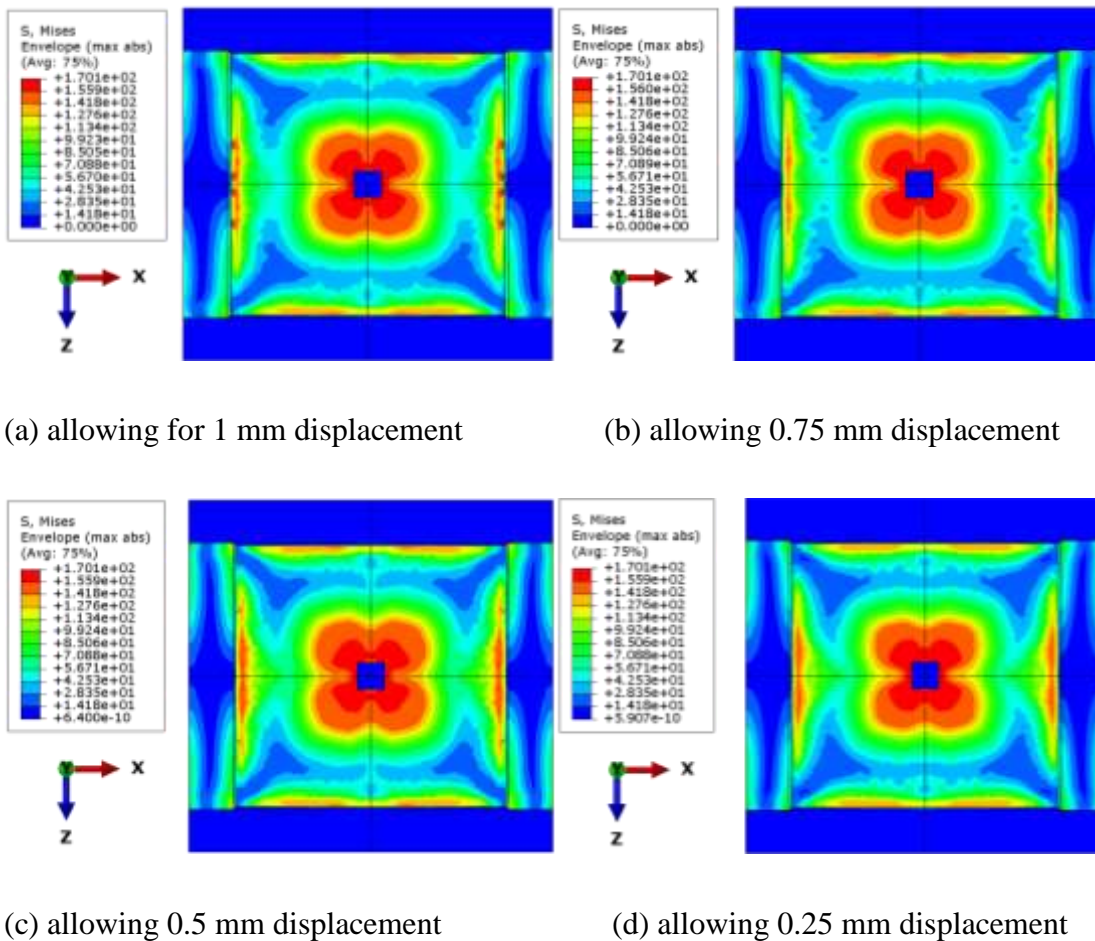 S, Mises
Envelope (max abs)
(Avg: 75%)
+1.701e+02
+1.559e+02
+1.418e+02
+1.276e+02
+1.134e+02
+9.923e+01
+8.505e+01
+7.088e+01
+5.670e+01
+4.253e+01
+2.835e+01
+1.418e+01
+0.000e+00
Y
X
Z
S, Mises
Envelope (max abs)
(Avg: 75%)
+1.701e+02
+1.560e+02
+1.418e+02
+1.276e+02
+1.134e+02
+9.924e+01
+8.506e+01
+7.089e+01
+5.671e+01
+4.253e+01
+2.835e+01
+1.418e+01
+0.000e+00
Y
X
Z
(a) allowing for 1 mm displacement
(b) allowing 0.75 mm displacement
S, Mises
Envelope (max abs)
(Avg: 75%)
+1.701e+02
+1.559e+02
+1.418e+02
+1.276e+02
+1.134e+02
+9.924e+01
+8.506e+01
+7.088e+01
+5.671e+01
+4.253e+01
+2.835e+01
+1.418e+01
+6.400e-10
Y
X
Z
S, Mises
Envelope (max abs)
(Avg: 75%)
+1.701e+02
+1.559e+02
+1.418e+02
+1.276e+02
+1.134e+02
+9.924e+01
+8.506e+01
+7.088e+01
+5.671e+01
+4.253e+01
+2.835e+01
+1.418e+01
+5.907e-10
Y
X
Z
(c) allowing 0.5 mm displacement
(d) allowing 0.25 mm displacement